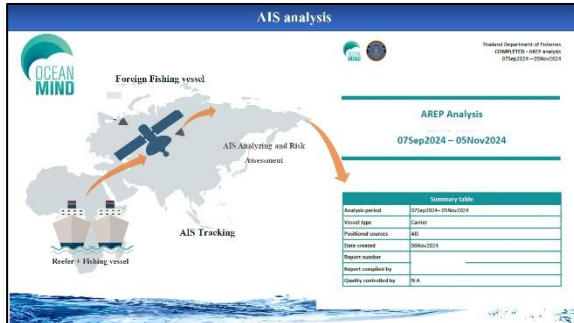 AIS analysis
OCEAN
MIND
Foreign Fishing vessel
AIS Analyzing and Risk
Assessment
AIS Tracking
Reefer + Fishing vessel
Thailand Department of Fisheries
COMPLETED - AREP analysis
07Sep2024 – 05Nov2024
AREP Analysis
07Sep2024 – 05Nov2024
Summary table
Analysis period 07Sep2024– 05Nov2024
Vessel type Carrier
Positional sources AIS
Date created 06Nov2024
Report number
Report compiled by
Quality controlled by N A